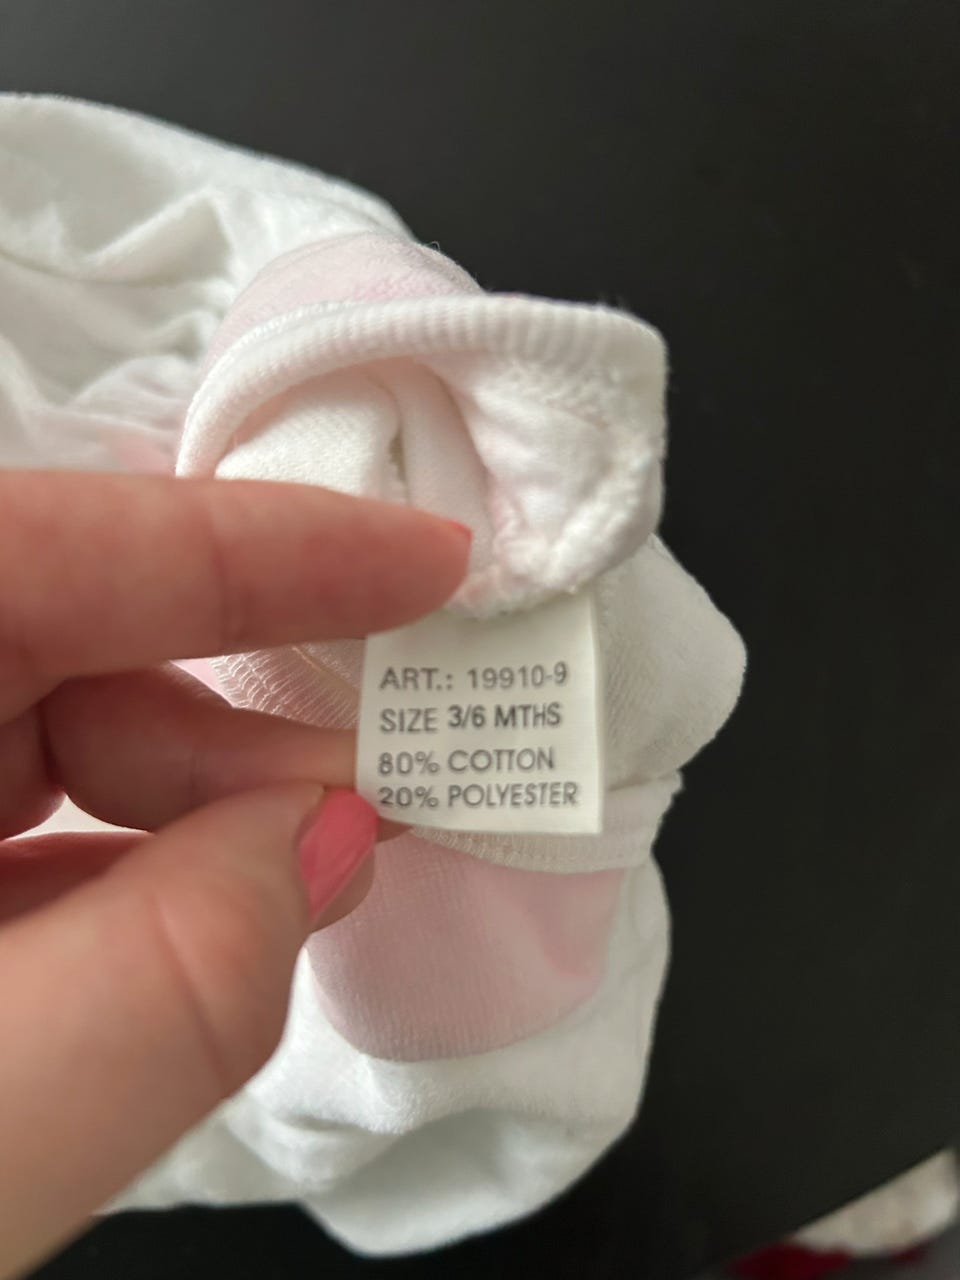 ART.: 19910-9
SIZE 3/6 MTHS
80% COTTON
20% POLYESTER